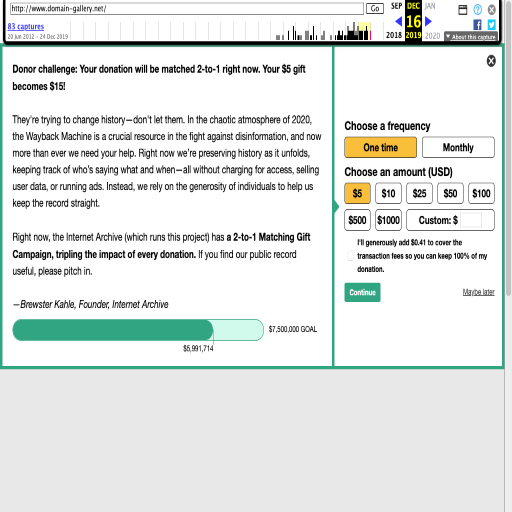 http://www.domain-gallery.net/ Go SEP DEC JAN
83 captures 16
20 Jun 2012 - 24 Dec 2019 2018 2019 2020 ▾ About this capture
Donor challenge: Your donation will be matched 2-to-1 right now. Your $5 gift
becomes $15!
They're trying to change history—don't let them. In the chaotic atmosphere of 2020,
the Wayback Machine is a crucial resource in the fight against disinformation, and now
more than ever we need your help. Right now we're preserving history as it unfolds,
keeping track of who's saying what and when—all without charging for access, selling
user data, or running ads. Instead, we rely on the generosity of individuals to help us
keep the record straight.
Right now, the Internet Archive (which runs this project) has a 2-to-1 Matching Gift
Campaign, tripling the impact of every donation. If you find our public record
useful, please pitch in.
—Brewster Kahle, Founder, Internet Archive
$7,500,000 GOAL
$5,991,714
Choose a frequency
One time Monthly
Choose an amount (USD)
$5 $10 $25 $50 $100
$500 $1000 Custom: $
I'll generously add $0.41 to cover the
transaction fees so you can keep 100% of my
donation.
Continue Maybe later